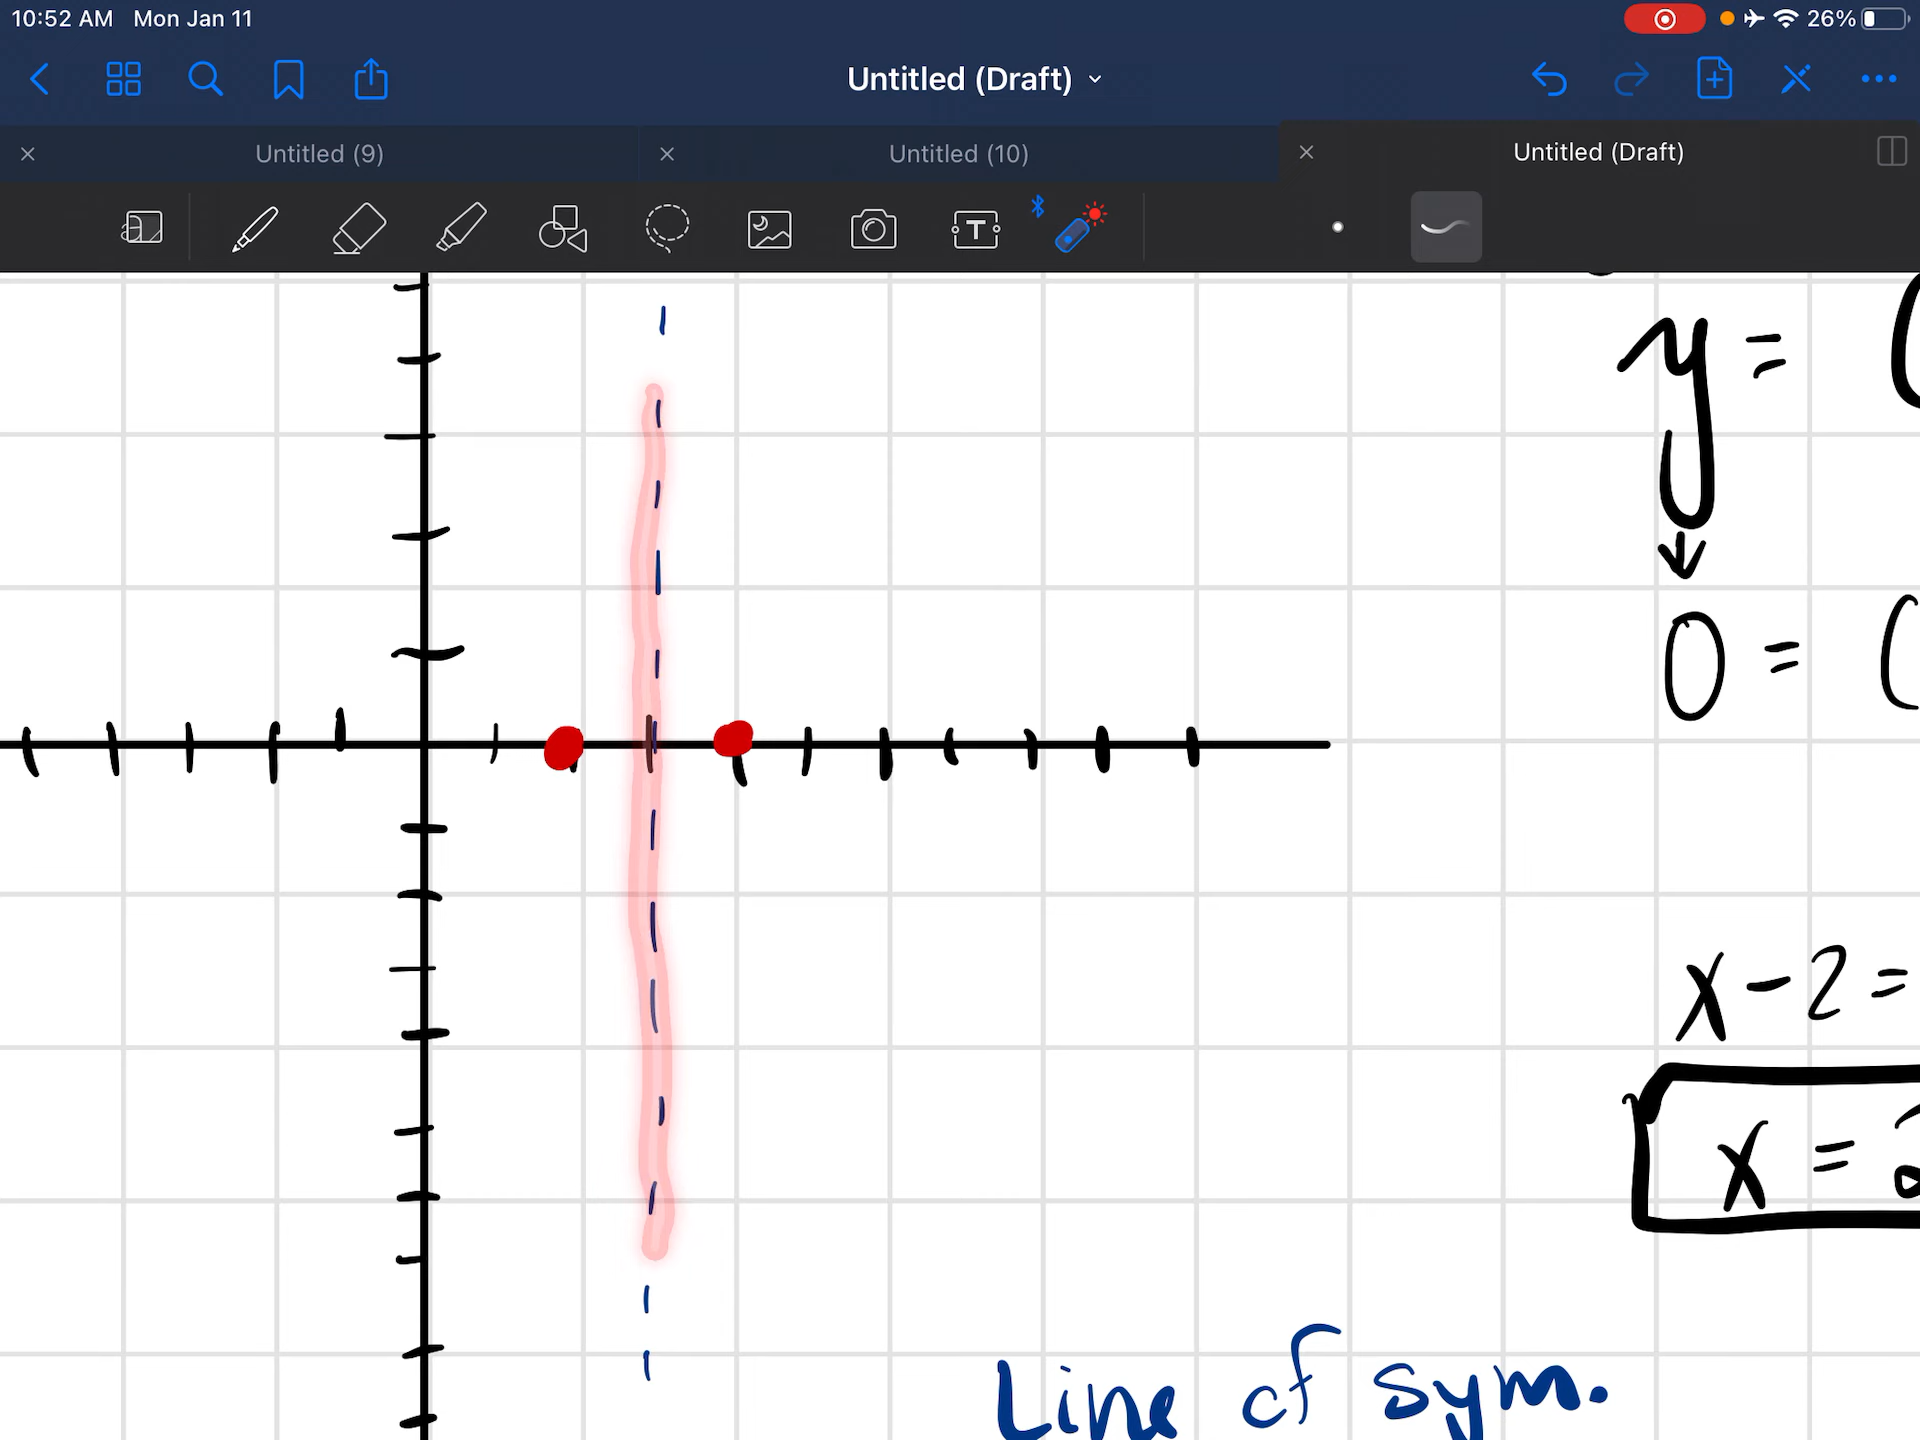 10:52 AM Mon Jan 11
26%
Untitled (Draft)
Untitled (9)
Untitled (10)
Untitled (Draft)
T
y = (
0 = (
x - 2 =
x =
Line of sym.